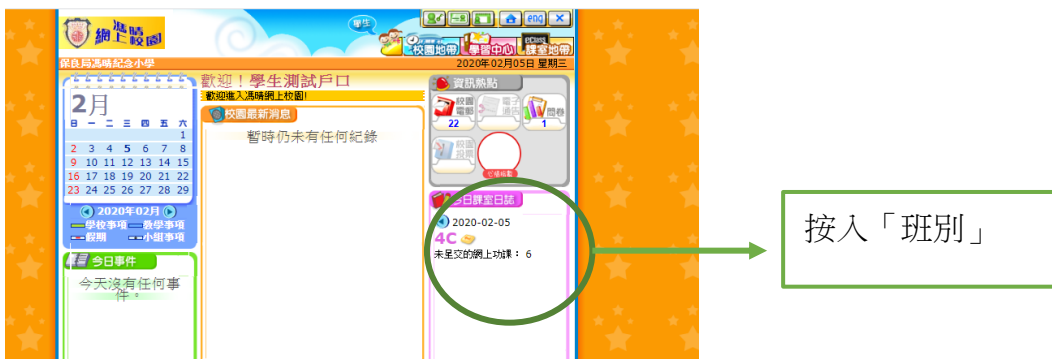 馮晴
網上校園
學生
eng
校園地帶
學習中心
eClass
課室地帶
保良局馮晴紀念小學
2020年02月05日 星期三
2月
日 一 二 三 四 五 六
1
2 3 4 5 6 7 8
9 10 11 12 13 14 15
16 17 18 19 20 21 22
23 24 25 26 27 28 29
2020年02月
學校事項 教學事項
假期 小組事項
今日事件
今天沒有任何事
件。
歡迎！學生測試戶口
歡迎進入馮晴網上校園!
校園最新消息
暫時仍未有任何紀錄
資訊熱點
校園
電郵
22
電子
通告
問卷
1
校園
投票
今日課室日誌
2020-02-05
4C
未呈交的網上功課： 6
按入「班別」